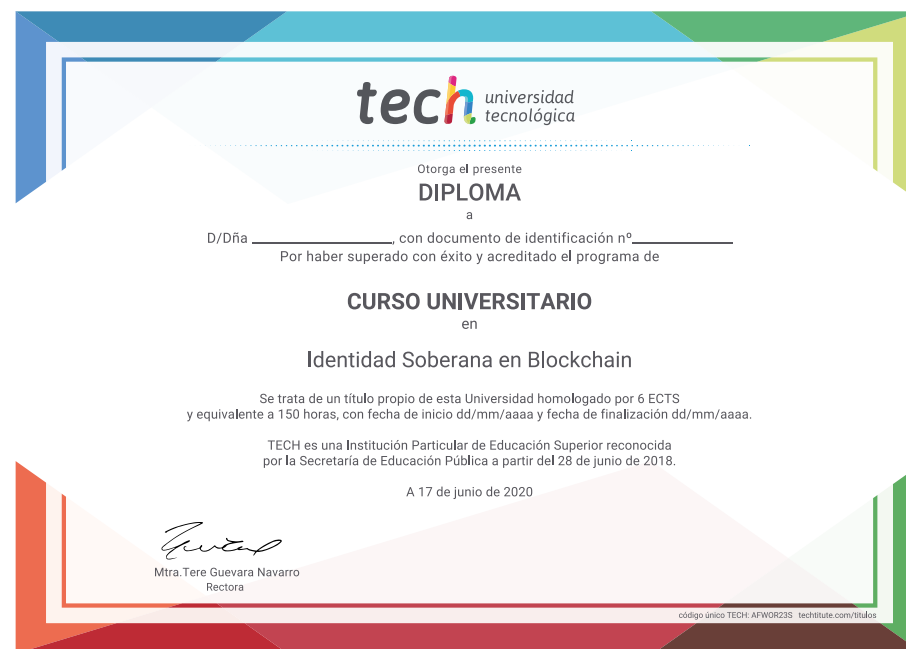 tech universidad
tecnológica
Otorga el presente
DIPLOMA
a
D/Dña ____________________, con documento de identificación nº______________
Por haber superado con éxito y acreditado el programa de
CURSO UNIVERSITARIO
en
Identidad Soberana en Blockchain
Se trata de un título propio de esta Universidad homologado por 6 ECTS
y equivalente a 150 horas, con fecha de inicio dd/mm/aaaa y fecha de finalización dd/mm/aaaa.
TECH es una Institución Particular de Educación Superior reconocida
por la Secretaría de Educación Pública a partir del 28 de junio de 2018.
A 17 de junio de 2020
Mtra.Tere Guevara Navarro
Rectora
código único TECH: AFWOR23S techtitute.com/titulos